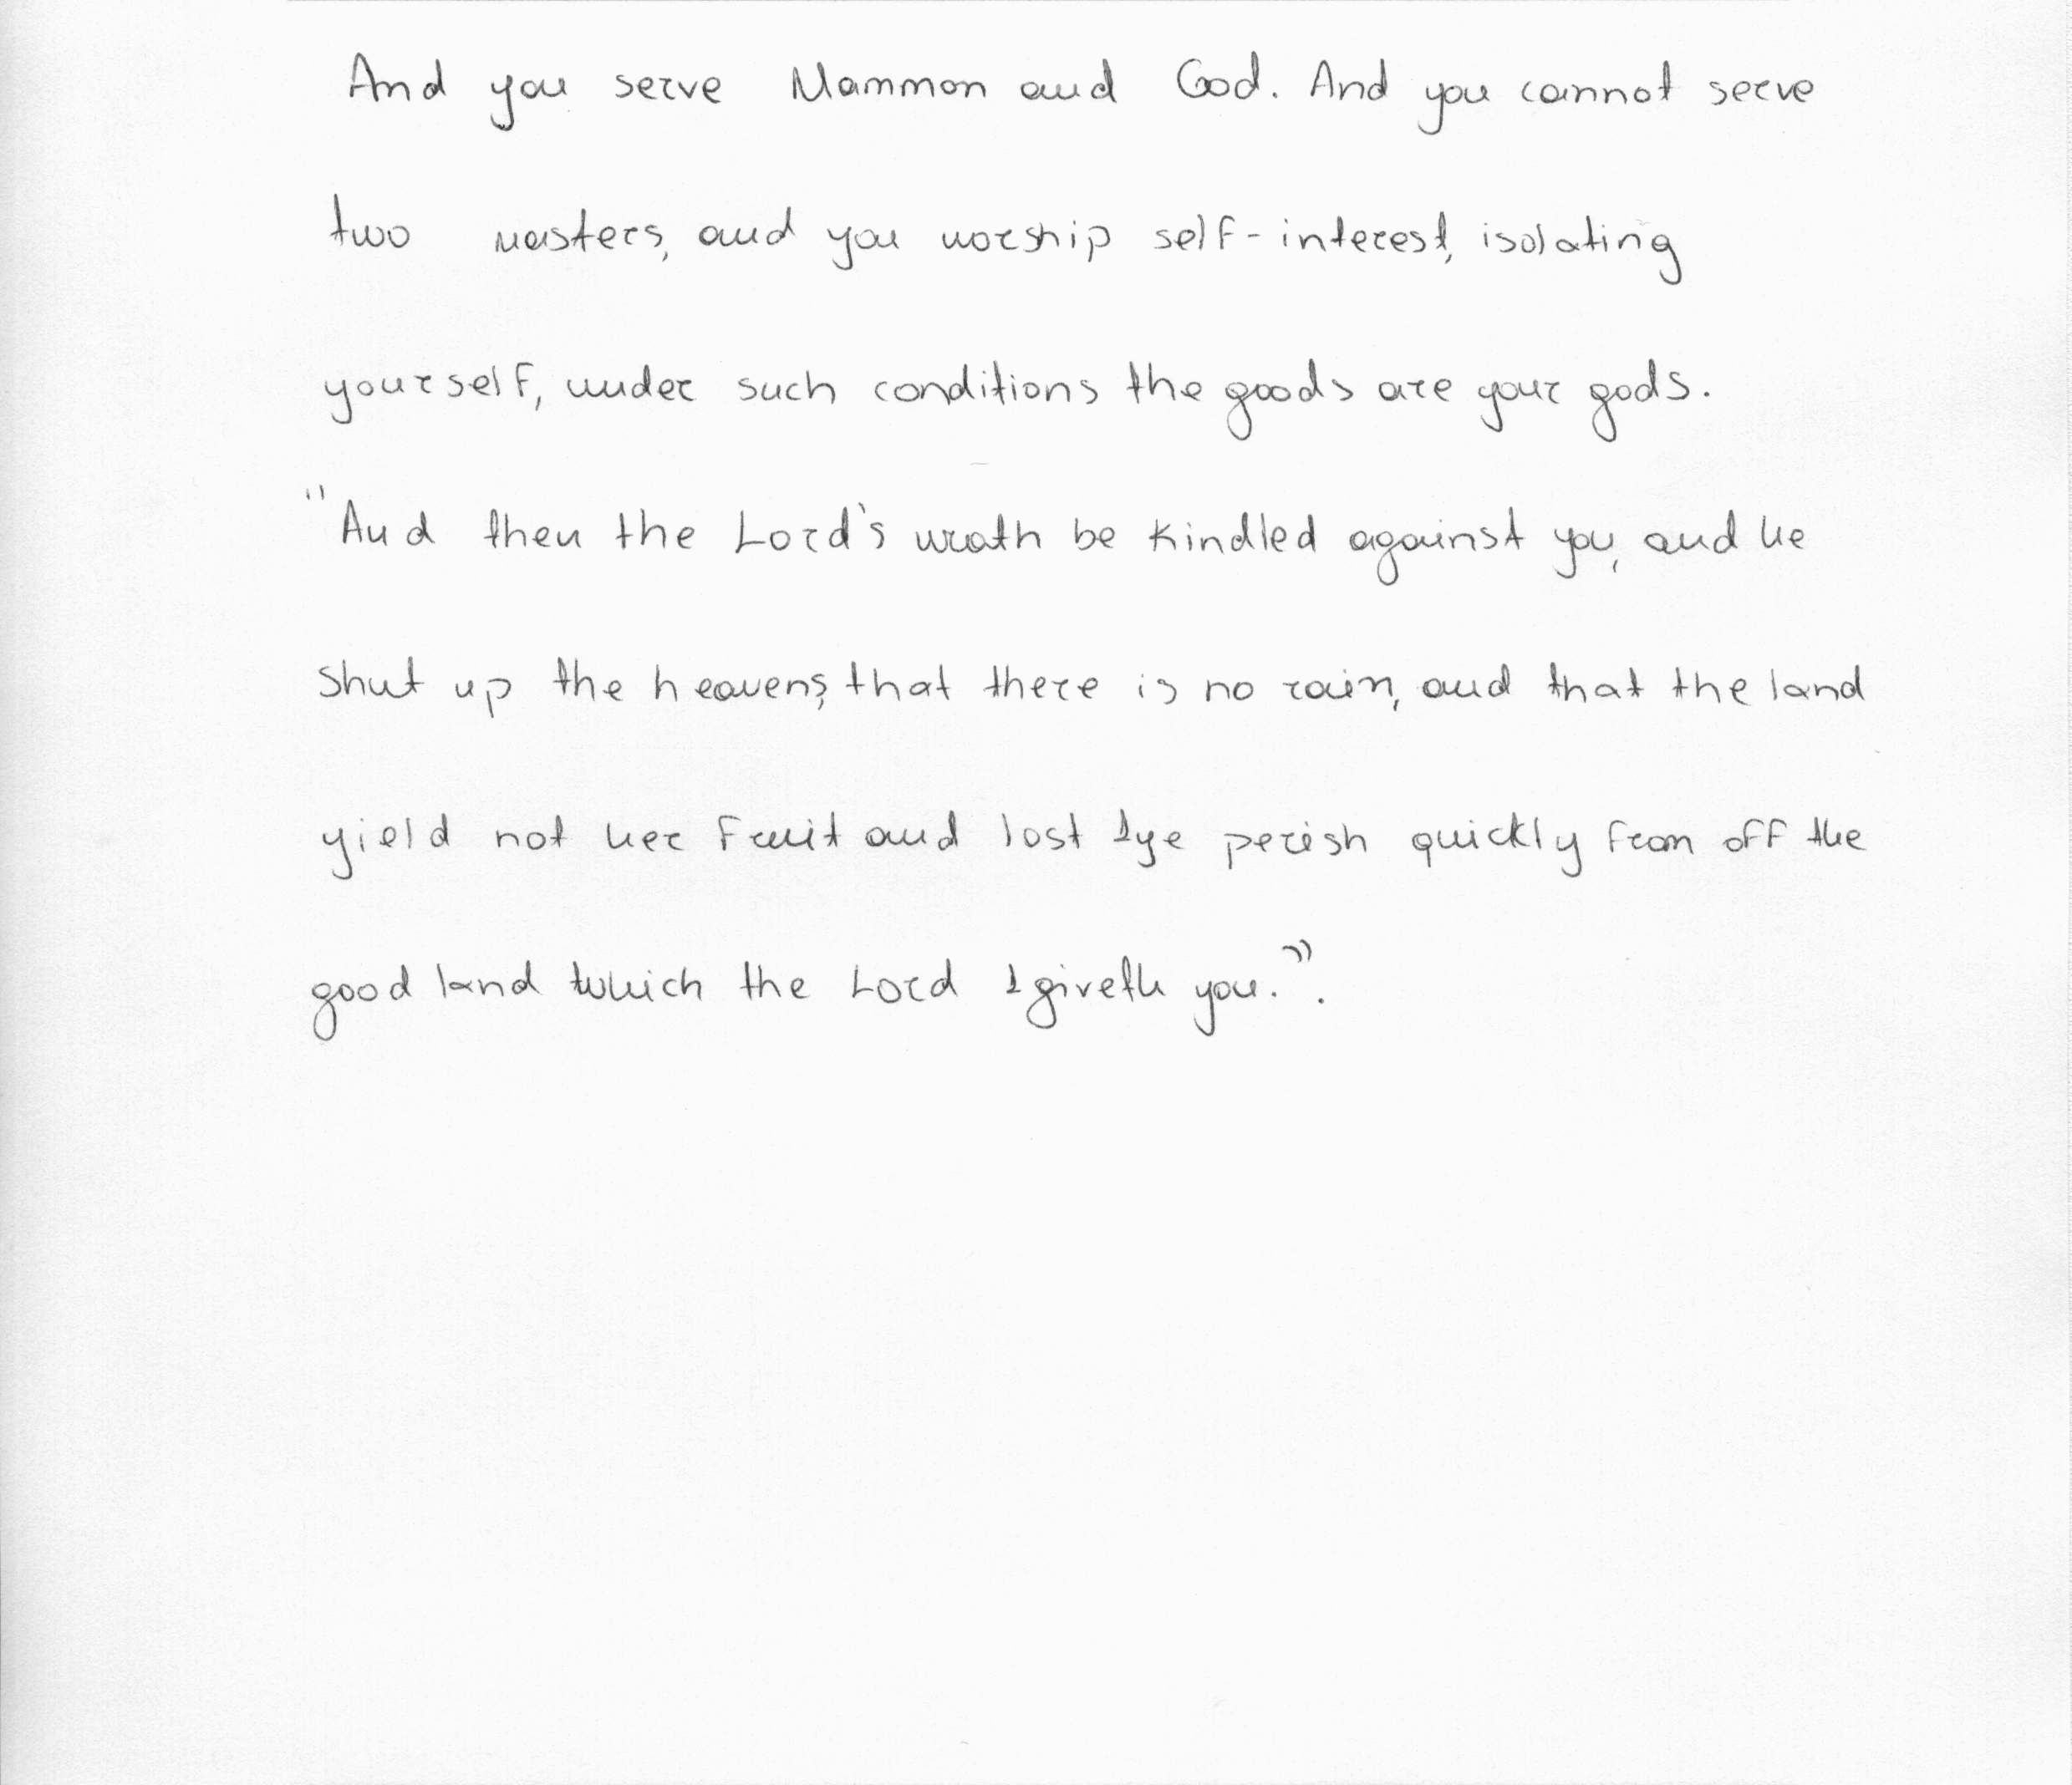 And you serve Mammon and God. And you cannot serve
two masters, and you worship self-interest, isolating
yourself, under such conditions the goods are your gods.
"And then the Lord's wrath be kindled against you, and he
shut up the heavens, that there is no rain, and that the land
yield not her fruit and lost 1ye perish quickly from off the
good land which the Lord 1giveth you.”.